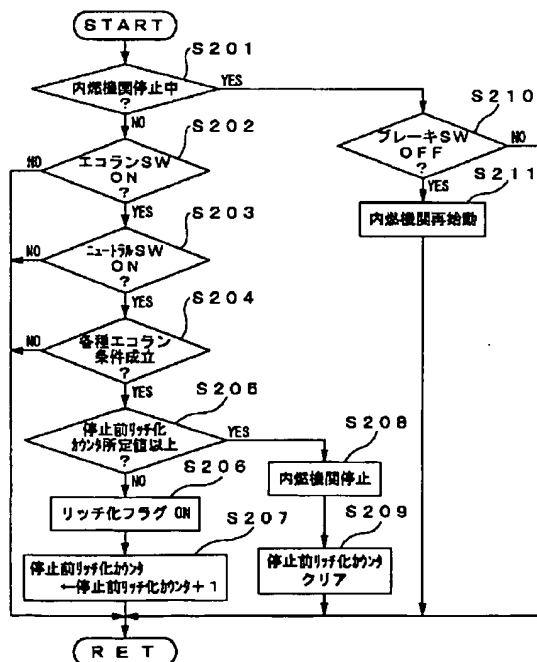 START
S201
内燃機関停止中
?
YES
NO
S202
エコランSW
ON
?
NO
YES
S203
ニュートラルSW
ON
?
NO
YES
S204
各種エコラン
条件成立
?
NO
YES
S205
停止前リッチ化
カウンタ所定値以上
?
YES
NO
S206
リッチ化フラグ ON
S207
停止前リッチ化カウンタ
←停止前リッチ化カウンタ+1
S208
内燃機関停止
S209
停止前リッチ化カウンタ
クリア
S210
ブレーキSW
OFF
?
NO
YES
S211
内燃機関再始動
RET